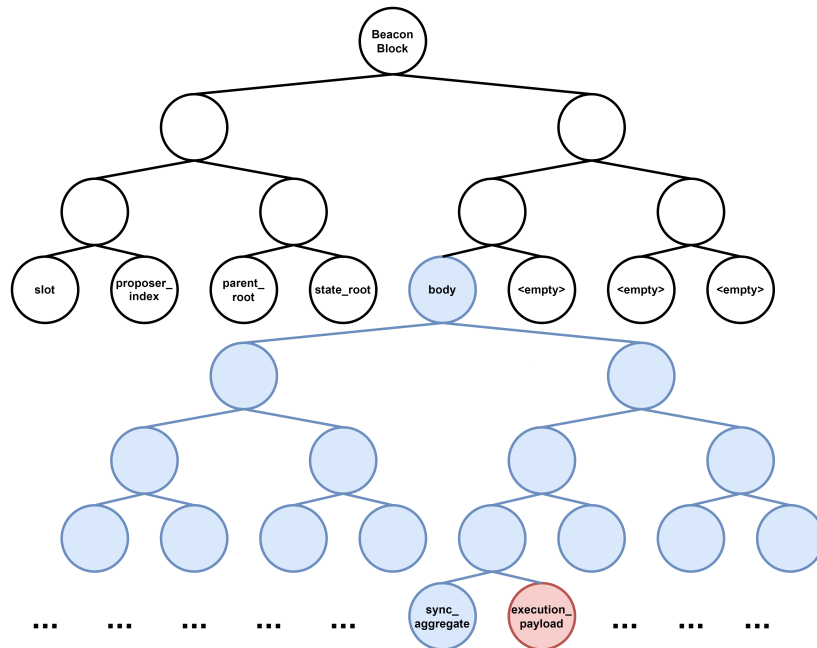 Beacon
Block
slot
proposer_
index
parent_
root
state_root
body
<empty>
<empty>
<empty>
sync_
aggregate
execution_
payload
... ... ... ... ... ... ... ...